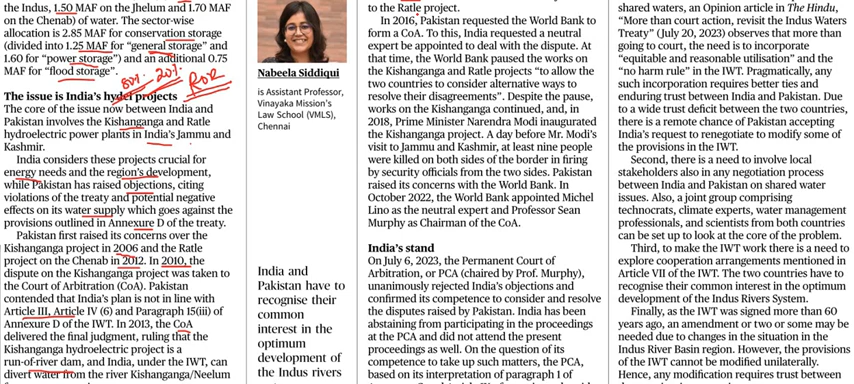 the Indus, 1.50 MAF on the Jhelum and 1.70 MAF
on the Chenab) of water. The sector-wise
allocation is 2.85 MAF for conservation storage
(divided into 1.25 MAF for “general storage” and
1.60 for “power storage”) and an additional 0.75
MAF for “flood storage”.
80%. 20%. ROR
The issue is India’s hydel projects
The core of the issue now between India and
Pakistan involves the Kishanganga and Ratle
hydroelectric power plants in India’s Jammu and
Kashmir.
India considers these projects crucial for
energy needs and the region’s development,
while Pakistan has raised objections, citing
violations of the treaty and potential negative
effects on its water supply which goes against the
provisions outlined in Annexure D of the treaty.
Pakistan first raised its concerns over the
Kishanganga project in 2006 and the Ratle
project on the Chenab in 2012. In 2010, the
dispute on the Kishanganga project was taken to
the Court of Arbitration (CoA). Pakistan
contended that India’s plan is not in line with
Article III, Article IV (6) and Paragraph 15(iii) of
Annexure D of the IWT. In 2013, the CoA
delivered the final judgment, ruling that the
Kishanganga hydroelectric project is a
run-of-river dam, and India, under the IWT, can
divert water from the river Kishanganga/Neelum
Nabeela Siddiqui
is Assistant Professor,
Vinayaka Mission’s
Law School (VMLS),
Chennai
India and
Pakistan have to
recognise their
common
interest in the
optimum
development of
the Indus rivers
to the Ratle project.
In 2016, Pakistan requested the World Bank to
form a CoA. To this, India requested a neutral
expert be appointed to deal with the dispute. At
that time, the World Bank paused the works on
the Kishanganga and Ratle projects “to allow the
two countries to consider alternative ways to
resolve their disagreements”. Despite the pause,
works on the Kishanganga continued, and, in
2018, Prime Minister Narendra Modi inaugurated
the Kishanganga project. A day before Mr. Modi’s
visit to Jammu and Kashmir, at least nine people
were killed on both sides of the border in firing
by security officials from the two sides. Pakistan
raised its concerns with the World Bank. In
October 2022, the World Bank appointed Michel
Lino as the neutral expert and Professor Sean
Murphy as Chairman of the CoA.
India’s stand
On July 6, 2023, the Permanent Court of
Arbitration, or PCA (chaired by Prof. Murphy),
unanimously rejected India’s objections and
confirmed its competence to consider and resolve
the disputes raised by Pakistan. India has been
abstaining from participating in the proceedings
at the PCA and did not attend the present
proceedings as well. On the question of its
competence to take up such matters, the PCA,
based on its interpretation of paragraph 1 of
shared waters, an Opinion article in The Hindu,
“More than court action, revisit the Indus Waters
Treaty” (July 20, 2023) observes that more than
going to court, the need is to incorporate
“equitable and reasonable utilisation” and the
“no harm rule” in the IWT. Pragmatically, any
such incorporation requires better ties and
enduring trust between India and Pakistan. Due
to a wide trust deficit between the two countries,
there is a remote chance of Pakistan accepting
India’s request to renegotiate to modify some of
the provisions in the IWT.
Second, there is a need to involve local
stakeholders also in any negotiation process
between India and Pakistan on shared water
issues. Also, a joint group comprising
technocrats, climate experts, water management
professionals, and scientists from both countries
can be set up to look at the core of the problem.
Third, to make the IWT work there is a need to
explore cooperation arrangements mentioned in
Article VII of the IWT. The two countries have to
recognise their common interest in the optimum
development of the Indus Rivers System.
Finally, as the IWT was signed more than 60
years ago, an amendment or two or some may be
needed due to changes in the situation in the
Indus River Basin region. However, the provisions
of the IWT cannot be modified unilaterally.
Hence, any modification requires trust between